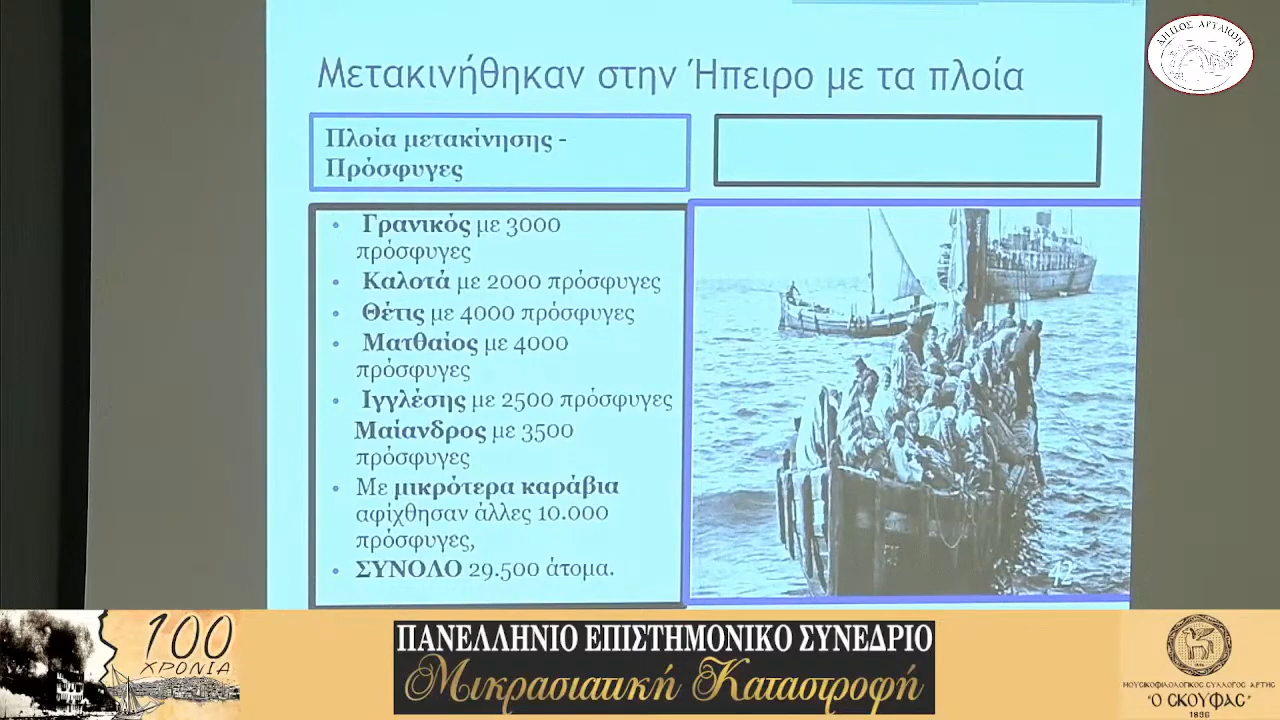 Μετακινήθηκαν στην Ήπειρο με τα πλοία
ΔΗΜΟΣ ΑΡΤΑΙΩΝ
Πλοία μετακίνησης -
Πρόσφυγες
• Γρανικός με 3000
πρόσφυγες
• Καλοτά με 2000 πρόσφυγες
• Θέτις με 4000 πρόσφυγες
• Ματθαίος με 4000
πρόσφυγες
• Ιγγλέσης με 2500 πρόσφυγες
Μαίανδρος με 3500
πρόσφυγες
• Με μικρότερα καράβια
αφίχθησαν άλλες 10.000
πρόσφυγες,
• ΣΥΝΟΛΟ 29.500 άτομα.
42
100
ΧΡΟΝΙΑ
ΠΑΝΕΛΛΗΝΙΟ ΕΠΙΣΤΗΜΟΝΙΚΟ ΣΥΝΕΔΡΙΟ
Μικρασιατική Καταστροφή
ΜΟΥΣΙΚΟΦΙΛΟΛΟΓΙΚΟΣ ΣΥΛΛΟΓΟΣ ΑΡΤΗΣ
"Ο ΣΚΟΥΦΑΣ"
1896